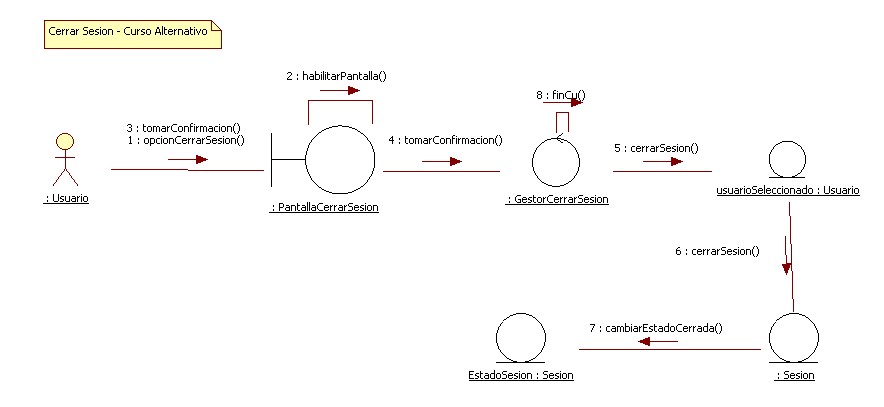 Cerrar Sesion - Curso Alternativo
2 : habilitarPantalla()
8 : finCu()
3 : tomarConfirmacion()
1 : opcionCerrarSesion()
4 : tomarConfirmacion()
5 : cerrarSesion()
: Usuario
: PantallaCerrarSesion
: GestorCerrarSesion
usuarioSeleccionado : Usuario
6 : cerrarSesion()
7 : cambiarEstadoCerrada()
EstadoSesion : Sesion
: Sesion